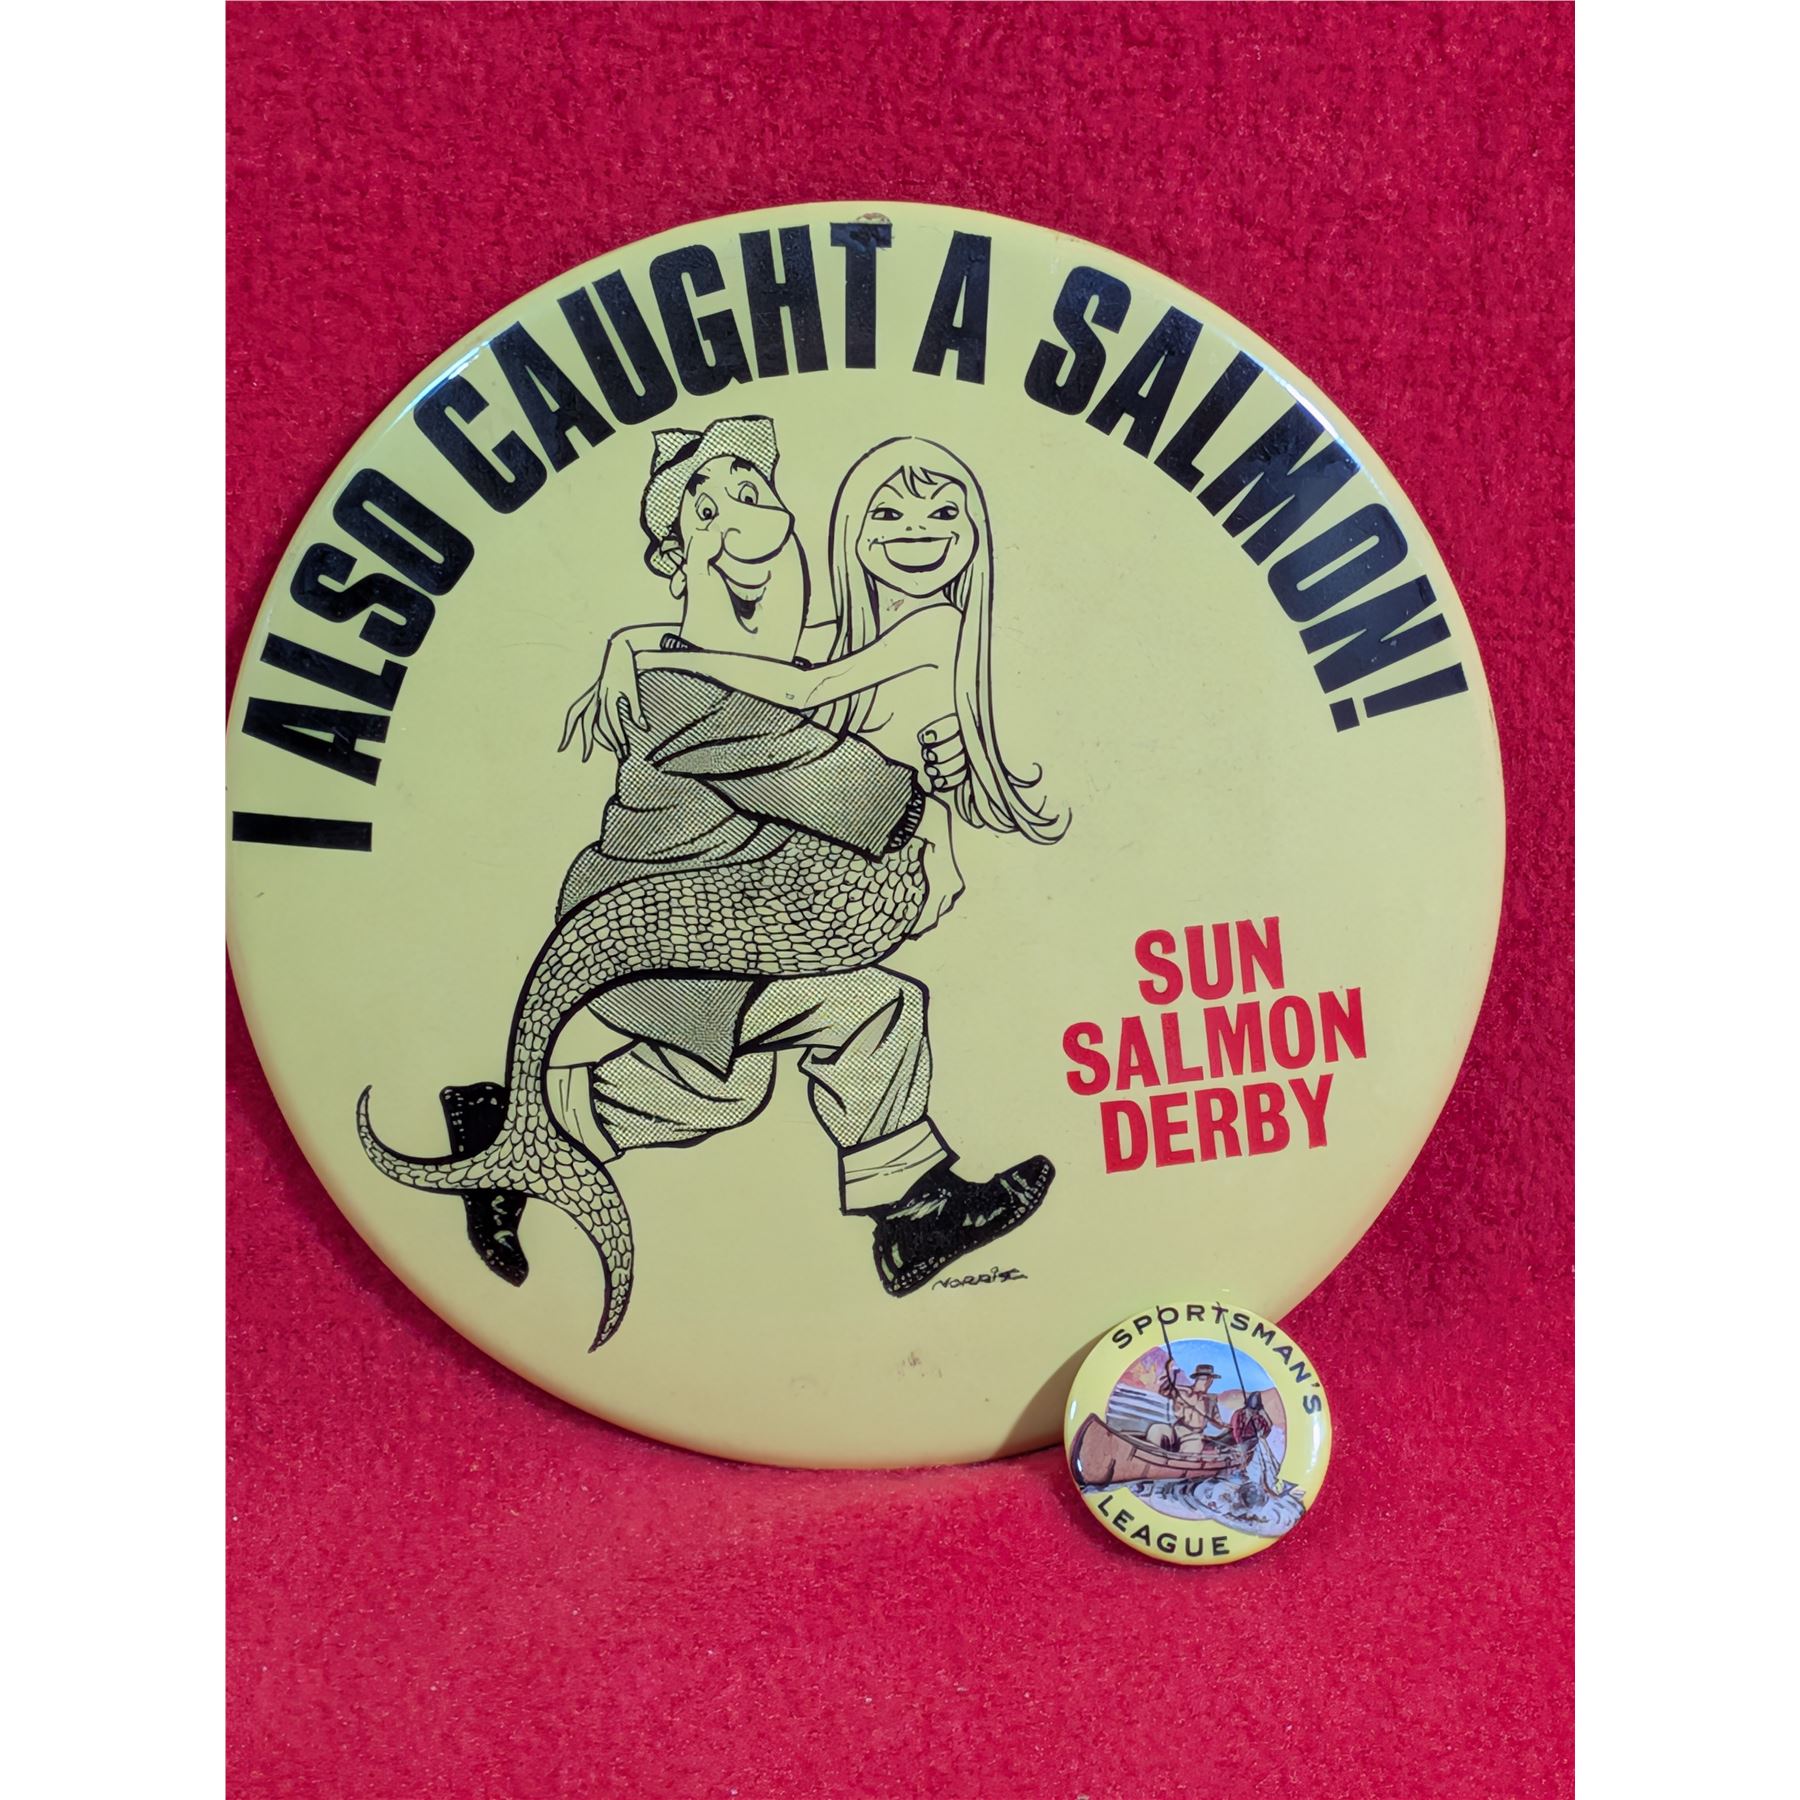 I ALSO CAUGHT A SALMON!
SUN
SALMON
DERBY
NORRIS
SPORTSMAN'S
LEAGUE